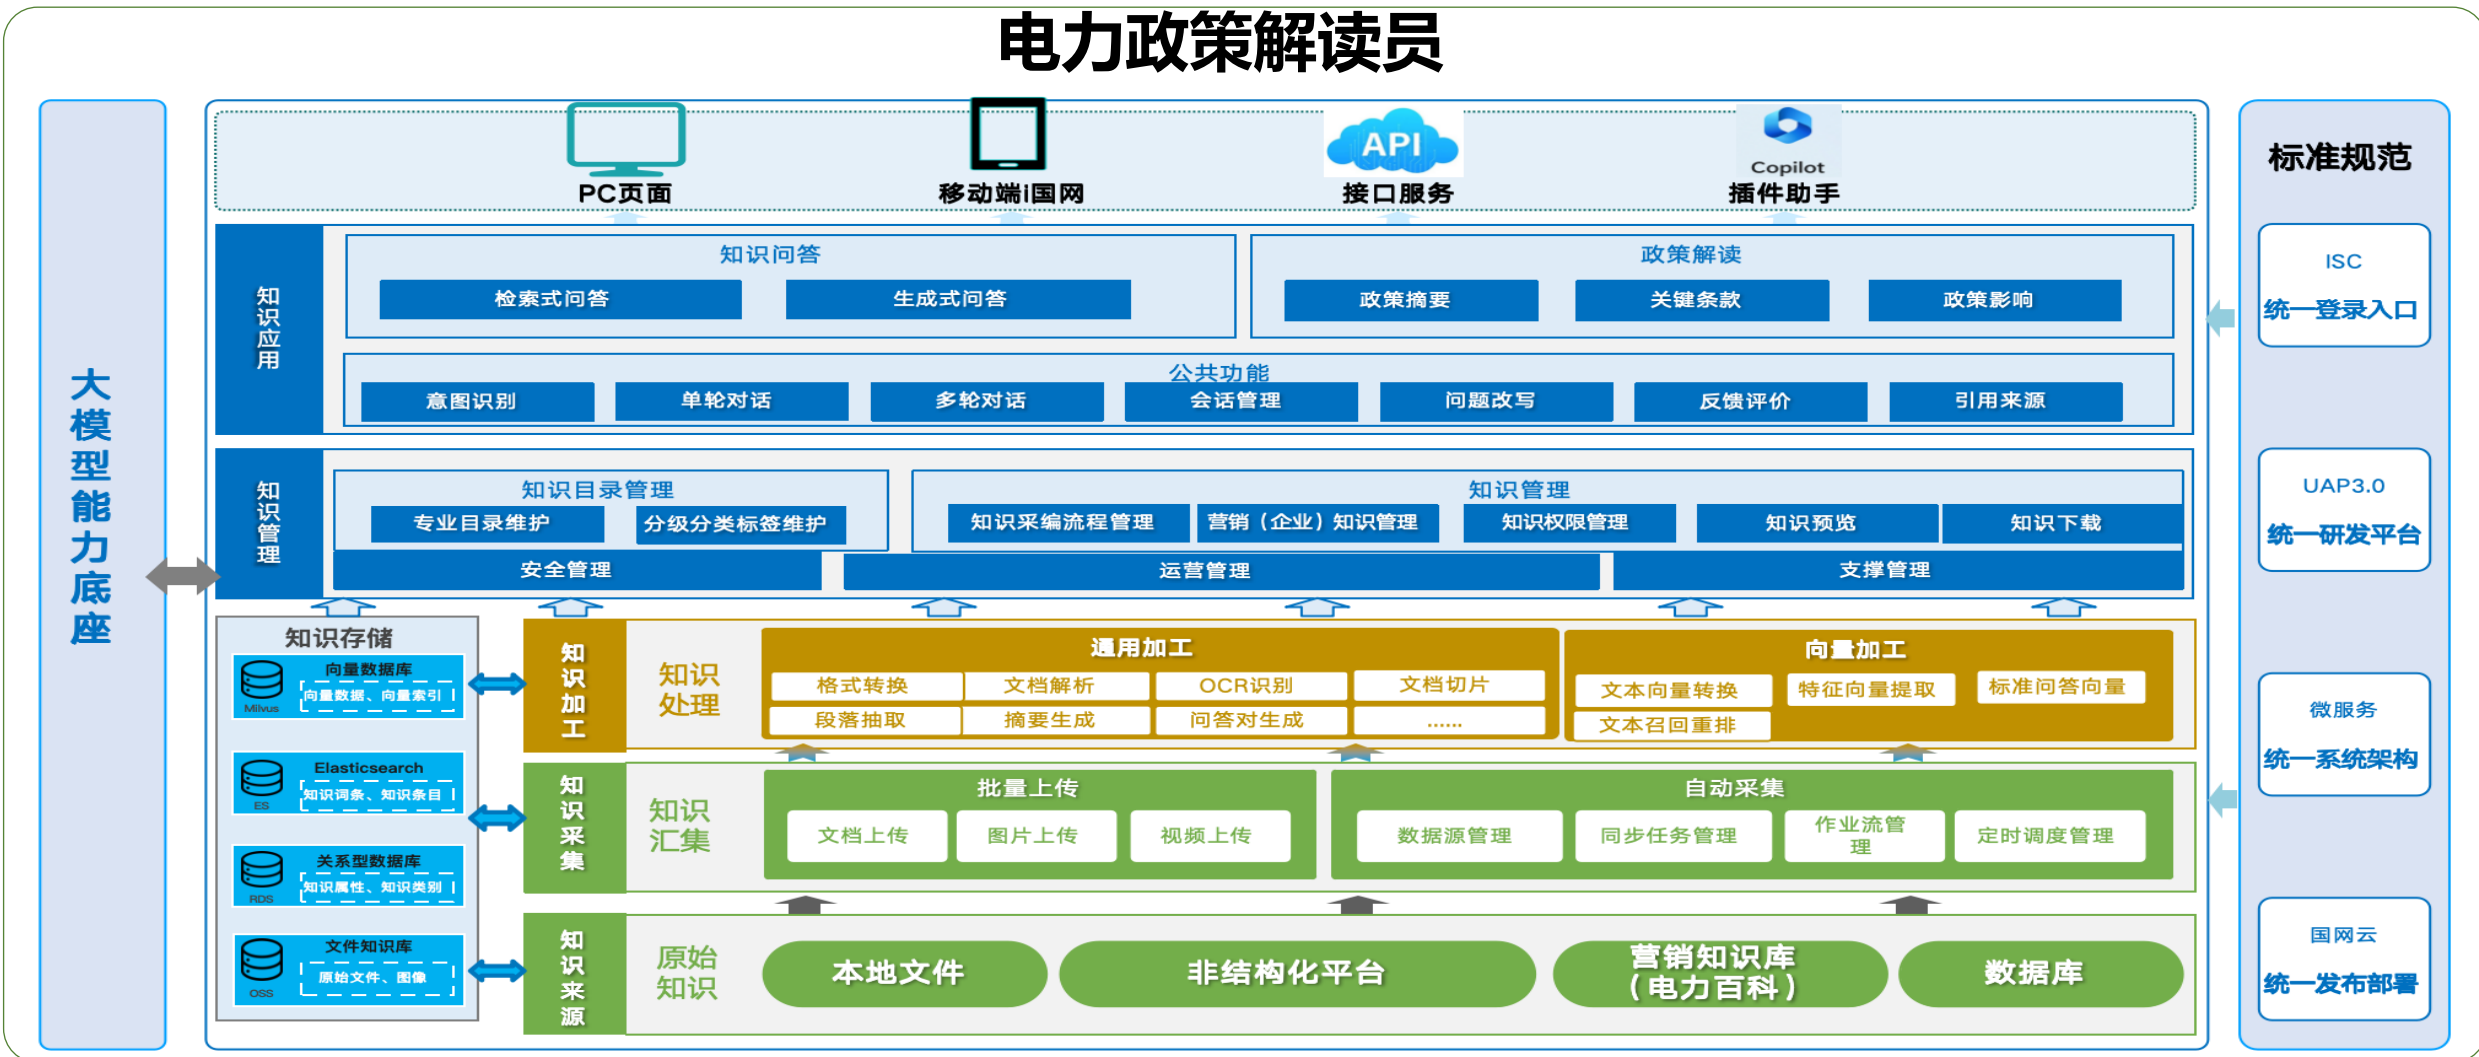 电力政策解读员
大模型能力底座
API
Copilot
PC页面
移动端i国网
接口服务
插件助手
知识应用
知识问答
检索式问答
生成式问答
政策解读
政策摘要
关键条款
政策影响
公共功能
意图识别
单轮对话
多轮对话
会话管理
问题改写
反馈评价
引用来源
知识管理
知识目录管理
专业目录维护
分级分类标签维护
知识管理
知识采编流程管理
营销（企业）知识管理
知识权限管理
知识预览
知识下载
安全管理
运营管理
支撑管理
知识存储
向量数据库
向量数据、向量索引
Milvus
Elasticsearch
知识词条、知识条目
ES
关系型数据库
知识属性、知识类别
RDS
文件知识库
原始文件、图像
OSS
知识加工
知识
处理
通用加工
格式转换
文档解析
OCR识别
文档切片
段落抽取
摘要生成
问答对生成
......
向量加工
文本向量转换
特征向量提取
标准问答向量
文本召回重排
知识采集
知识
汇集
批量上传
文档上传
图片上传
视频上传
自动采集
数据源管理
同步任务管理
作业流管
理
定时调度管理
知识来源
原始
知识
本地文件
非结构化平台
营销知识库
（电力百科）
数据库
标准规范
ISC
统一登录入口
UAP3.0
统一研发平台
微服务
统一系统架构
国网云
统一发布部署